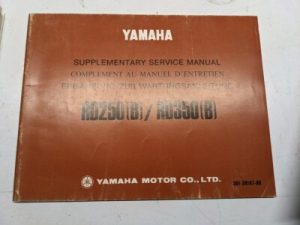 YAMAHA
SUPPLEMENTARY SERVICE MANUAL
COMPLEMENT AU MANUEL D'ENTRETIEN
RD250(B)/RD350(B)
YAMAHA MOTOR CO., LTD.